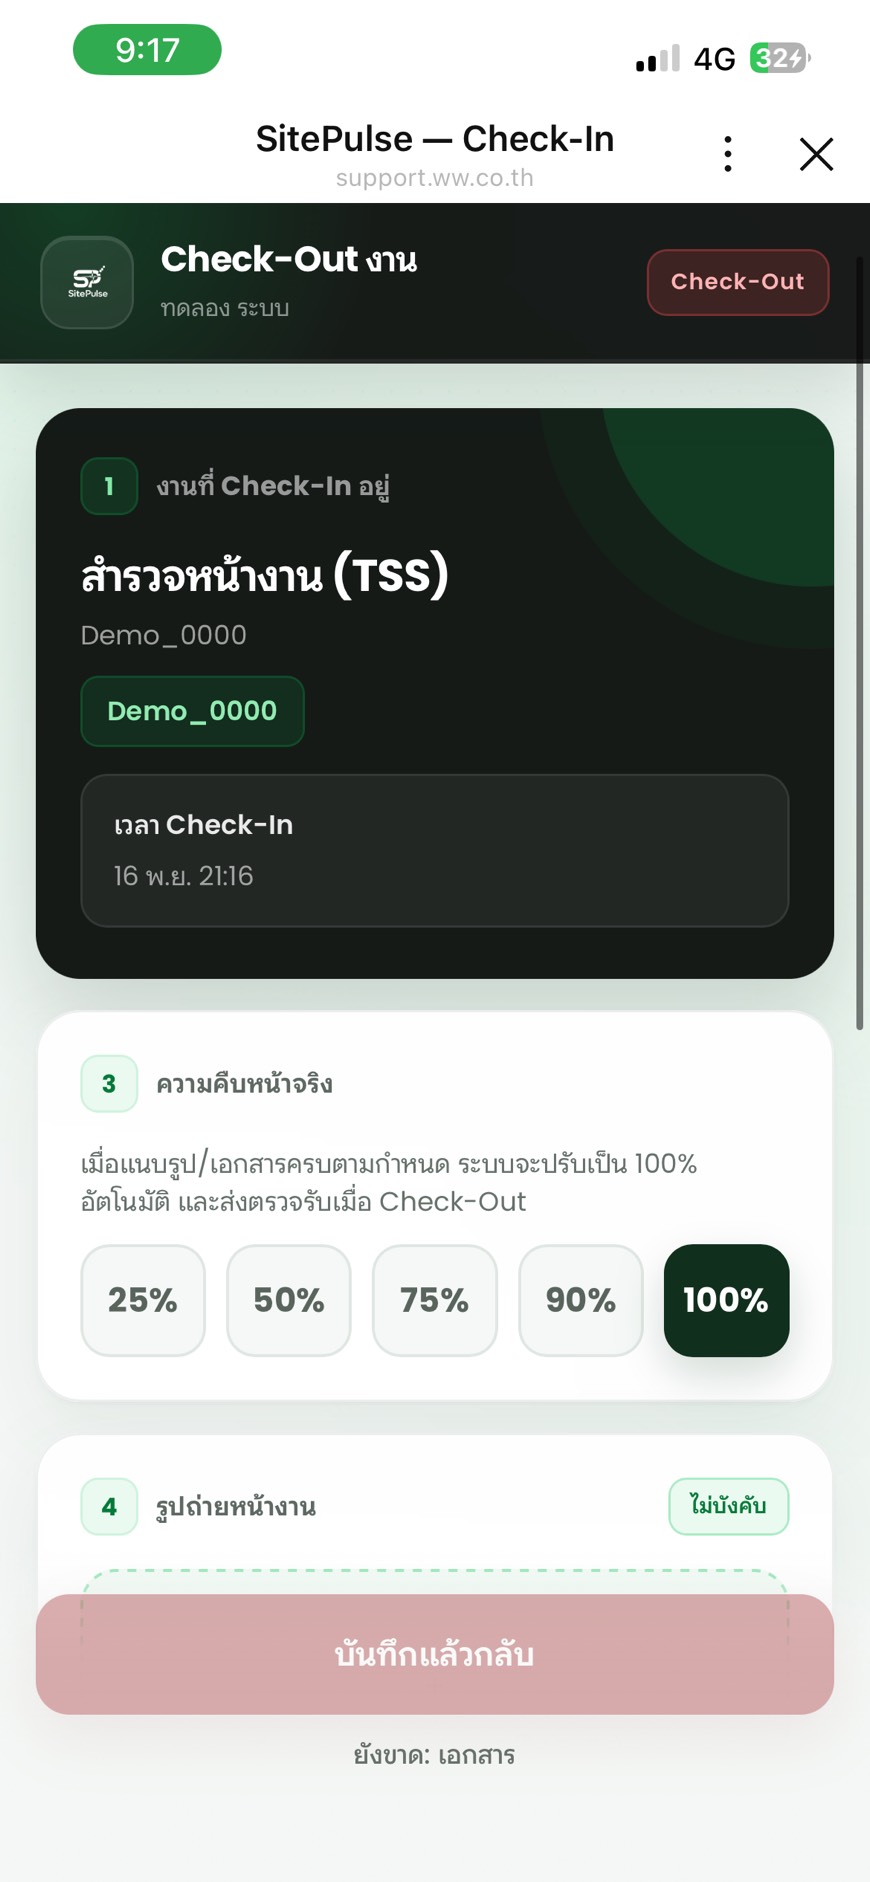 9:17
4G 32
SitePulse — Check-In
support.ww.co.th
SP
SitePulse
Check-Out งาน
ทดลอง ระบบ
Check-Out
1 งานที่ Check-In อยู่
สำรวจหน้างาน (TSS)
Demo_0000
Demo_0000
เวลา Check-In
16 พ.ย. 21:16
3 ความคืบหน้าจริง
เมื่อแนบรูป/เอกสารครบตามกำหนด ระบบจะปรับเป็น 100%
อัตโนมัติ และส่งตรวจรับเมื่อ Check-Out
25% 50% 75% 90% 100%
4 รูปถ่ายหน้างาน ไม่บังคับ
บันทึกแล้วกลับ
ยังขาด: เอกสาร